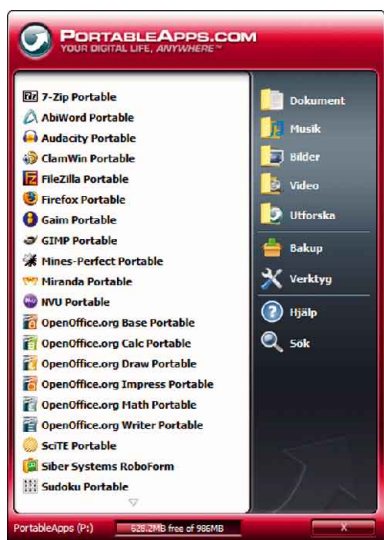 PORTABLEAPPS.COM
YOUR DIGITAL LIFE, ANYWHERE™
7-Zip Portable
AbiWord Portable
Audacity Portable
ClamWin Portable
FileZilla Portable
Firefox Portable
Gaim Portable
GIMP Portable
Mines-Perfect Portable
Miranda Portable
NVU Portable
OpenOffice.org Base Portable
OpenOffice.org Calc Portable
OpenOffice.org Draw Portable
OpenOffice.org Impress Portable
OpenOffice.org Math Portable
OpenOffice.org Writer Portable
SciTE Portable
Siber Systems RoboForm
Sudoku Portable
Dokument
Musik
Bilder
Video
Utforska
Bakup
Verktyg
Hjälp
Sök
PortableApps (P:) 628.2MB free of 986MB X